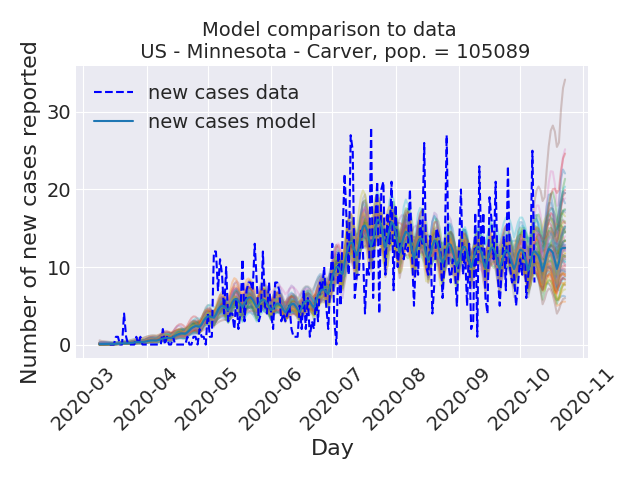 Model comparison to data
US - Minnesota - Carver, pop. = 105089
Number of new cases reported
new cases data
new cases model
30
20
10
0
2020-03
2020-04
2020-05
2020-06
2020-07
2020-08
2020-09
2020-10
2020-11
Day